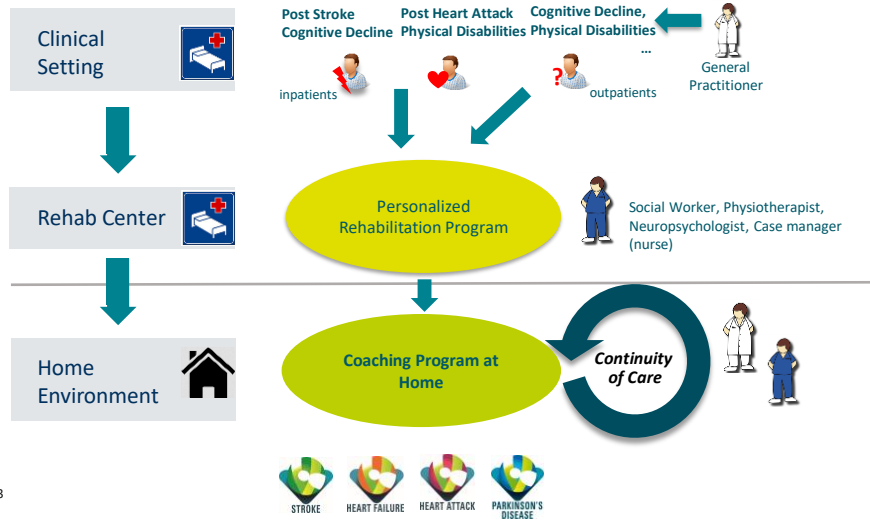 Clinical
Setting
Post Stroke
Cognitive Decline
Post Heart Attack
Physical Disabilities
Cognitive Decline,
Physical Disabilities
...
inpatients
?
outpatients
General
Practitioner
Rehab Center
Personalized
Rehabilitation Program
Social Worker, Physiotherapist,
Neuropsychologist, Case manager
(nurse)
Home
Environment
Coaching Program at
Home
Continuity
of Care
STROKE
HEART FAILURE
HEART ATTACK
PARKINSON'S
DISEASE